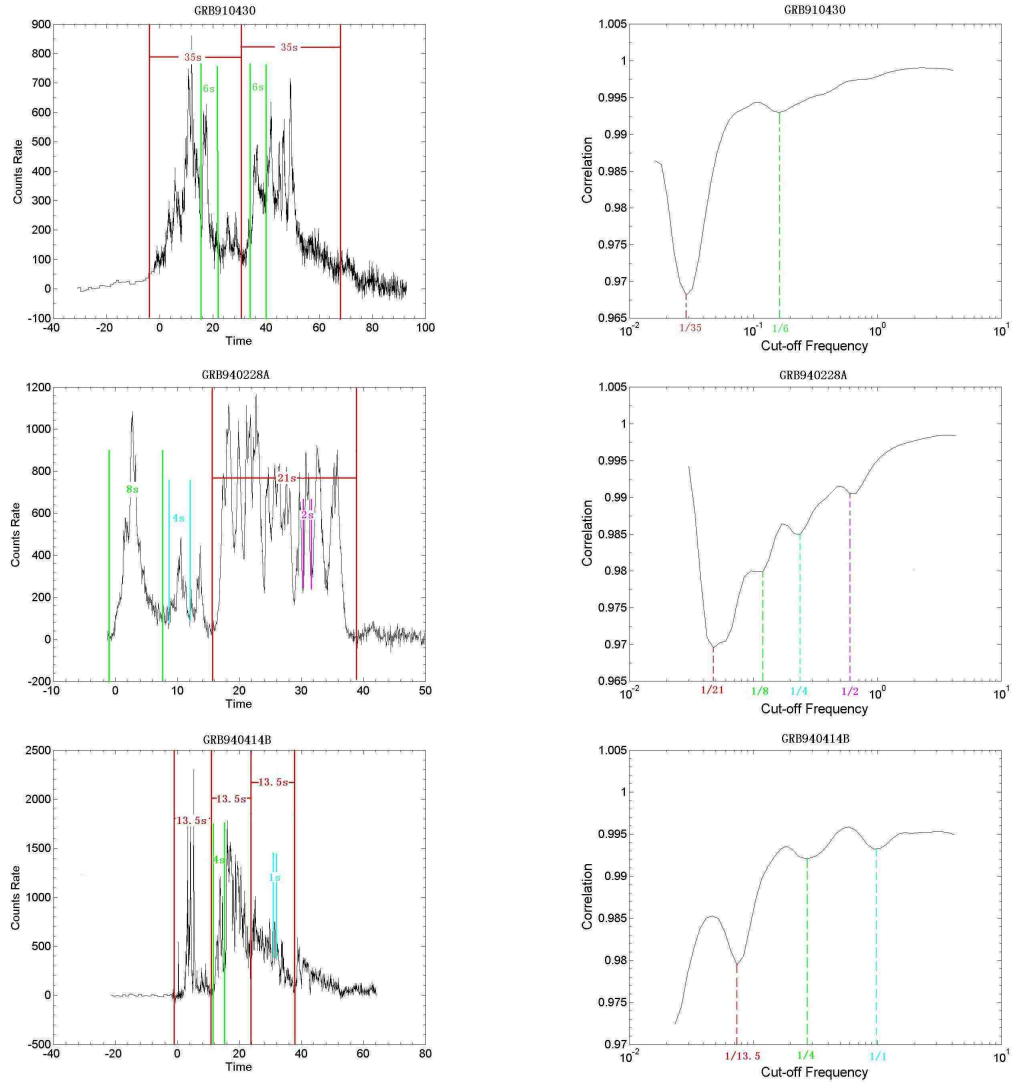 GRB910430
900
800
700
600
500
400
300
200
100
0
-100
Counts Rate
35s
35s
6s
6s
-40 -20 0 20 40 60 80 100
Time
GRB910430
1.005
1
0.995
0.99
0.985
0.98
0.975
0.97
0.965
Correlation
10^-2 10^-1 10^0 10^1
1/35 1/6
Cut-off Frequency
GRB940228A
1200
1000
800
600
400
200
0
-200
Counts Rate
8s
4s
21s
2s
0 10 20 30 40 50
Time
GRB940228A
1.005
1
0.995
0.99
0.985
0.98
0.975
0.97
0.965
Correlation
10^-2 10^-1 10^0 10^1
1/21 1/8 1/4 1/2
Cut-off Frequency
GRB940414B
2500
2000
1500
1000
500
0
-500
Counts Rate
13.5s
13.5s
13.5s
4s
1s
-40 -20 0 20 40 60 80
Time
GRB940414B
1.005
1
0.995
0.99
0.985
0.98
0.975
0.97
Correlation
10^-2 10^-1 10^0 10^1
1/13.5 1/4 1/1
Cut-off Frequency